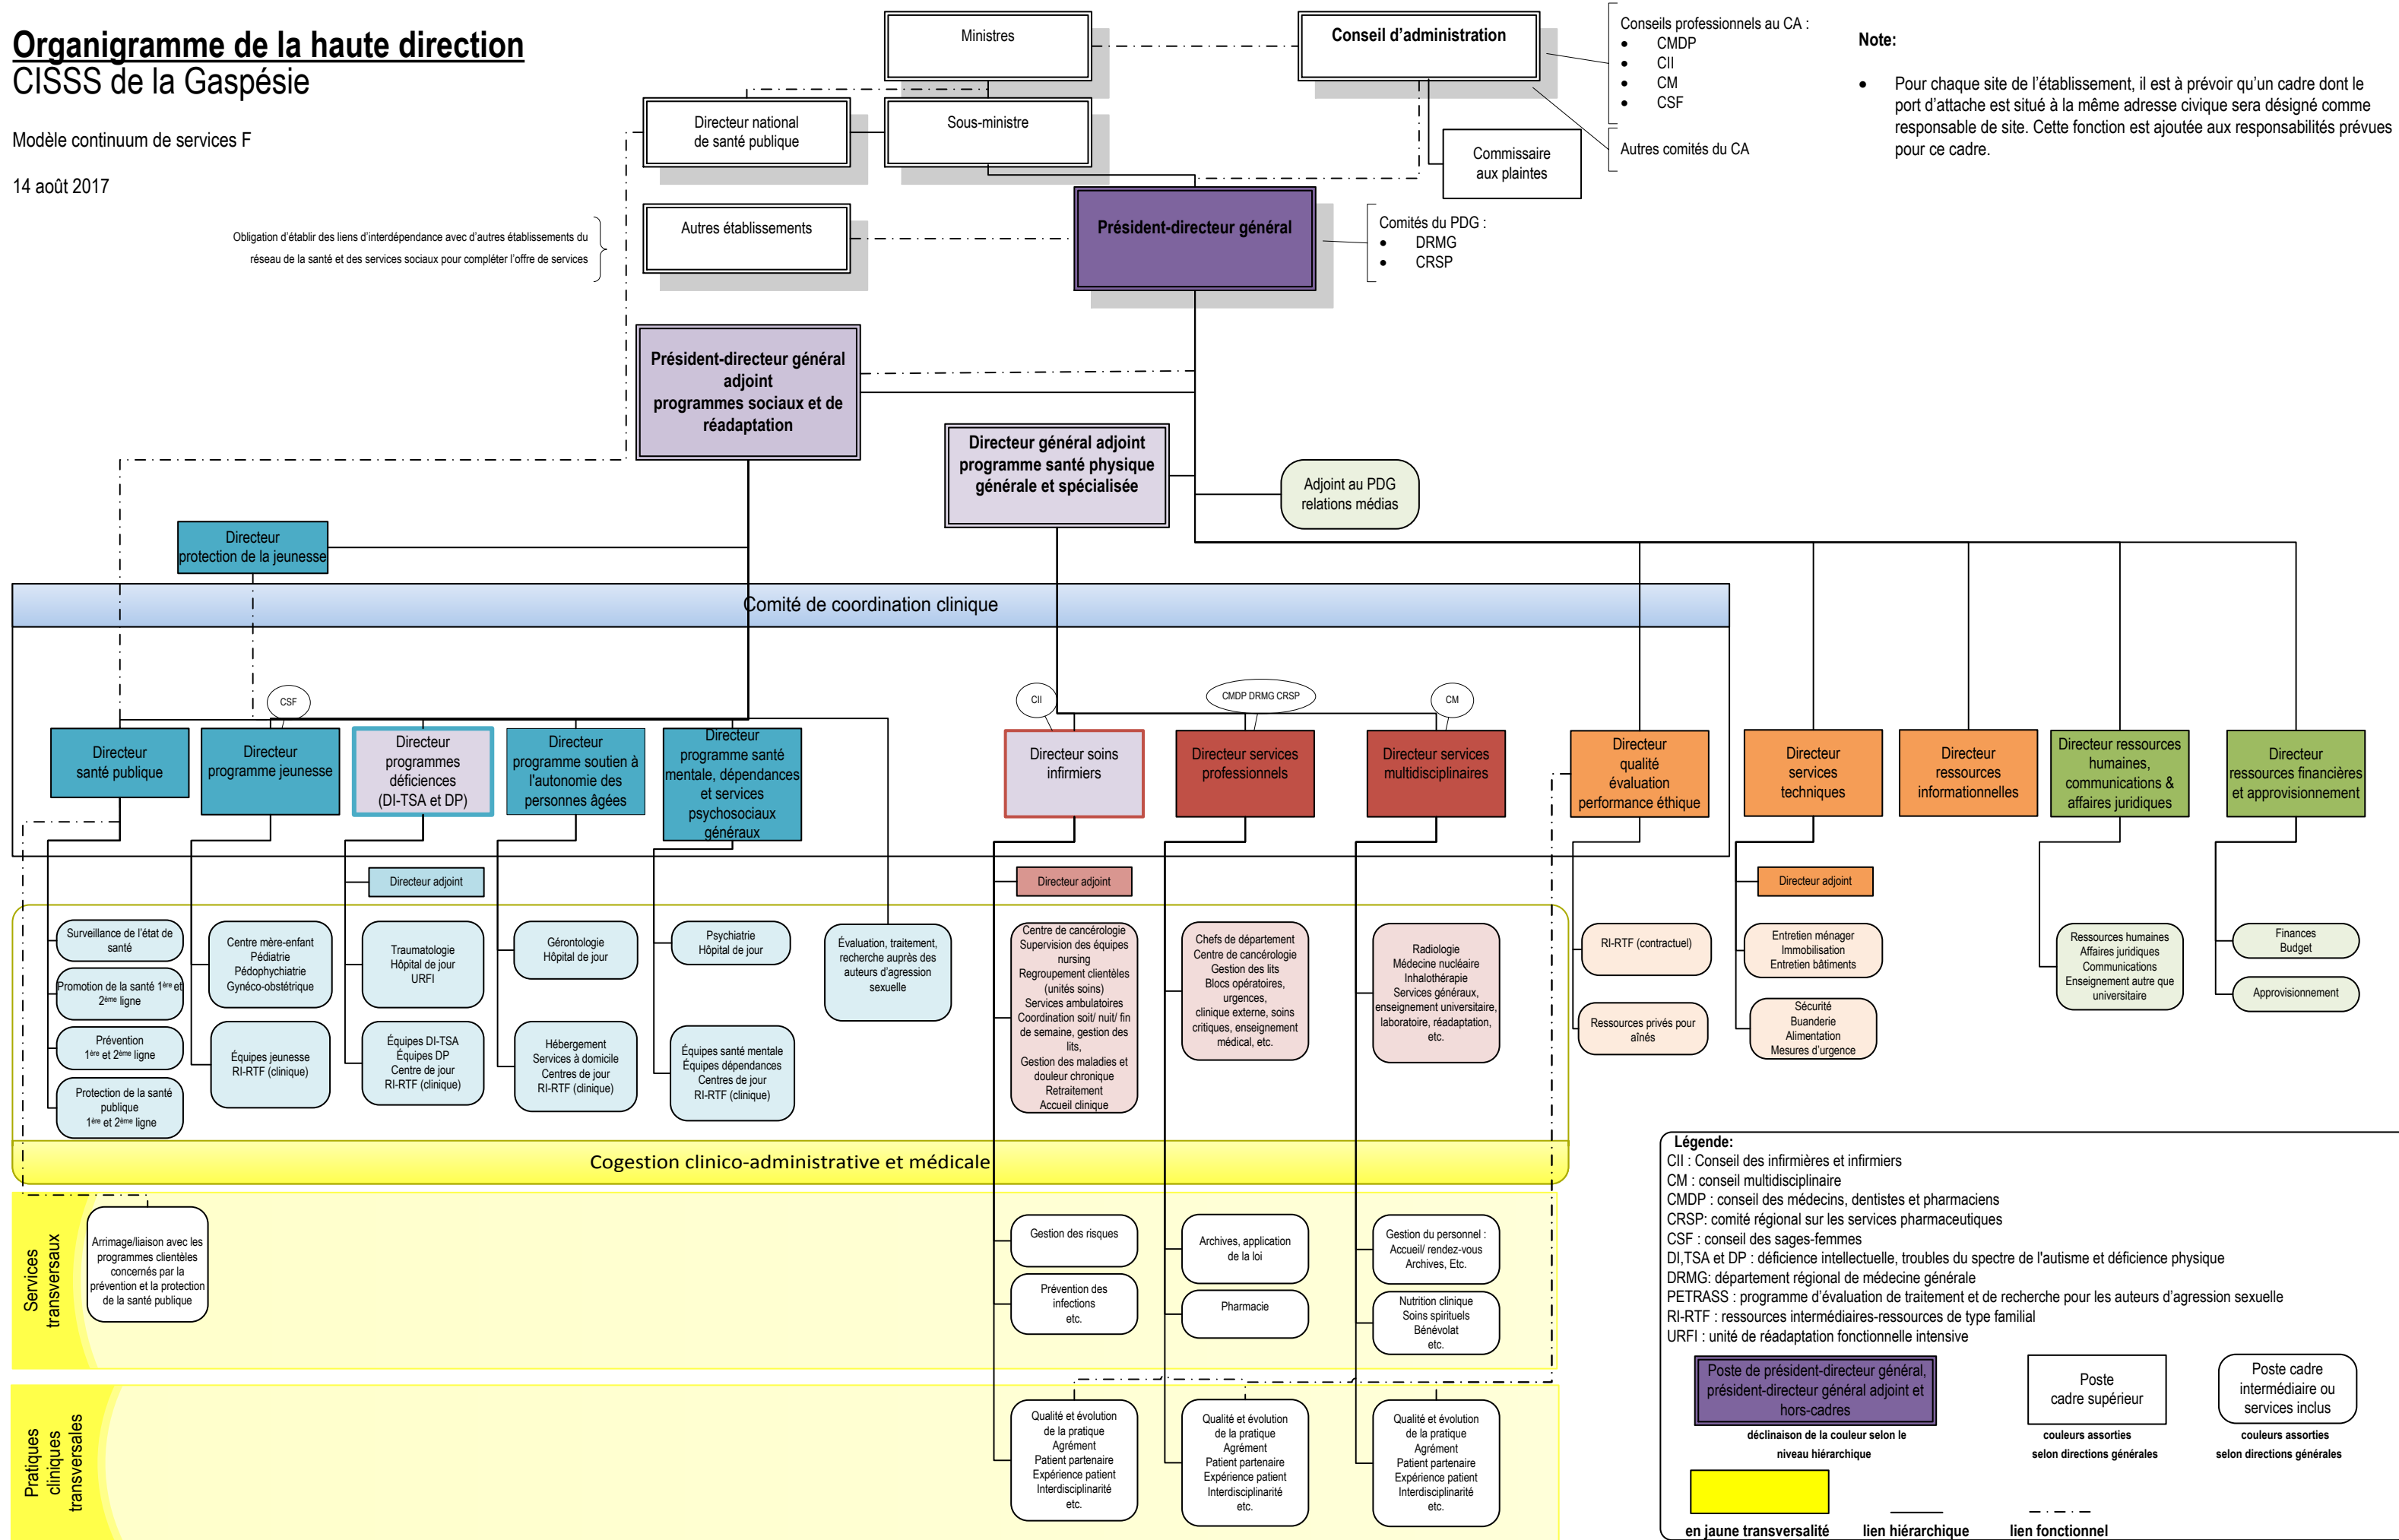 Organigramme de la haute direction
CISSS de la Gaspésie
Modèle continuum de services F
14 août 2017
Ministres
Conseil d'administration
Conseils professionnels au CA :
• CMDP
• CII
• CM
• CSF
Autres comités du CA
Note:
• Pour chaque site de l'établissement, il est à prévoir qu'un cadre dont le
port d'attache est situé à la même adresse civique sera désigné comme
responsable de site. Cette fonction est ajoutée aux responsabilités prévues
pour ce cadre.
Directeur national
de santé publique
Sous-ministre
Commissaire
aux plaintes
Obligation d'établir des liens d'interdépendance avec d'autres établissements du
réseau de la santé et des services sociaux pour compléter l'offre de services
Autres établissements
Président-directeur général
Comités du PDG :
• DRMG
• CRSP
Président-directeur général
adjoint
programmes sociaux et de
réadaptation
Directeur général adjoint
programme santé physique
générale et spécialisée
Adjoint au PDG
relations médias
Directeur
protection de la jeunesse
Comité de coordination clinique
CSF
CII
CMDP DRMG CRSP
CM
Directeur
santé publique
Directeur
programme jeunesse
Directeur
programmes
déficiences
(DI-TSA et DP)
Directeur
programme soutien à
l'autonomie des
personnes âgées
Directeur
programme santé
mentale, dépendances
et services
psychosociaux
généraux
Directeur soins
infirmiers
Directeur services
professionnels
Directeur services
multidisciplinaires
Directeur
qualité
évaluation
performance éthique
Directeur
services
techniques
Directeur
ressources
informationnelles
Directeur ressources
humaines,
communications &
affaires juridiques
Directeur
ressources financières
et approvisionnement
Directeur adjoint
Directeur adjoint
Directeur adjoint
Surveillance de l'état de
santé
Promotion de la santé 1ère et
2ème ligne
Prévention
1ère et 2ème ligne
Protection de la santé
publique
1ère et 2ème ligne
Centre mère-enfant
Pédiatrie
Pédophychiatrie
Gynéco-obstétrique
Équipes jeunesse
RI-RTF (clinique)
Traumatologie
Hôpital de jour
URFI
Équipes DI-TSA
Équipes DP
Centre de jour
RI-RTF (clinique)
Gérontologie
Hôpital de jour
Hébergement
Services à domicile
Centres de jour
RI-RTF (clinique)
Psychiatrie
Hôpital de jour
Équipes santé mentale
Équipes dépendances
Centres de jour
RI-RTF (clinique)
Évaluation, traitement,
recherche auprès des
auteurs d'agression
sexuelle
Centre de cancérologie
Supervision des équipes
nursing
Regroupement clientèles
(unités soins)
Services ambulatoires
Coordination soit/ nuit/ fin
de semaine, gestion des
lits,
Gestion des maladies et
douleur chronique
Retraitement
Accueil clinique
Chefs de département
Centre de cancérologie
Gestion des lits
Blocs opératoires,
urgences,
clinique externe, soins
critiques, enseignement
médical, etc.
Radiologie
Médecine nucléaire
Inhalothérapie
Services généraux,
enseignement universitaire,
laboratoire, réadaptation,
etc.
RI-RTF (contractuel)
Ressources privés pour
aînés
Entretien ménager
Immobilisation
Entretien bâtiments
Sécurité
Buanderie
Alimentation
Mesures d'urgence
Ressources humaines
Affaires juridiques
Communications
Enseignement autre que
universitaire
Finances
Budget
Approvisionnement
Cogestion clinico-administrative et médicale
Services
transversaux
Arrimage/liaison avec les
programmes clientèles
concernés par la
prévention et la protection
de la santé publique
Gestion des risques
Prévention des
infections
etc.
Archives, application
de la loi
Pharmacie
Gestion du personnel :
Accueil/ rendez-vous
Archives, Etc.
Nutrition clinique
Soins spirituels
Bénévolat
etc.
Pratiques
cliniques
transversales
Qualité et évolution
de la pratique
Agrément
Patient partenaire
Expérience patient
Interdisciplinarité
etc.
Qualité et évolution
de la pratique
Agrément
Patient partenaire
Expérience patient
Interdisciplinarité
etc.
Qualité et évolution
de la pratique
Agrément
Patient partenaire
Expérience patient
Interdisciplinarité
etc.
Légende:
CII : Conseil des infirmières et infirmiers
CM : conseil multidisciplinaire
CMDP : conseil des médecins, dentistes et pharmaciens
CRSP: comité régional sur les services pharmaceutiques
CSF : conseil des sages-femmes
DI,TSA et DP : déficience intellectuelle, troubles du spectre de l'autisme et déficience physique
DRMG: département régional de médecine générale
PETRASS : programme d'évaluation de traitement et de recherche pour les auteurs d'agression sexuelle
RI-RTF : ressources intermédiaires-ressources de type familial
URFI : unité de réadaptation fonctionnelle intensive
Poste de président-directeur général,
président-directeur général adjoint et
hors-cadres
déclinaison de la couleur selon le
niveau hiérarchique
Poste
cadre supérieur
couleurs assorties
selon directions générales
Poste cadre
intermédiaire ou
services inclus
couleurs assorties
selon directions générales
en jaune transversalité
lien hiérarchique
lien fonctionnel